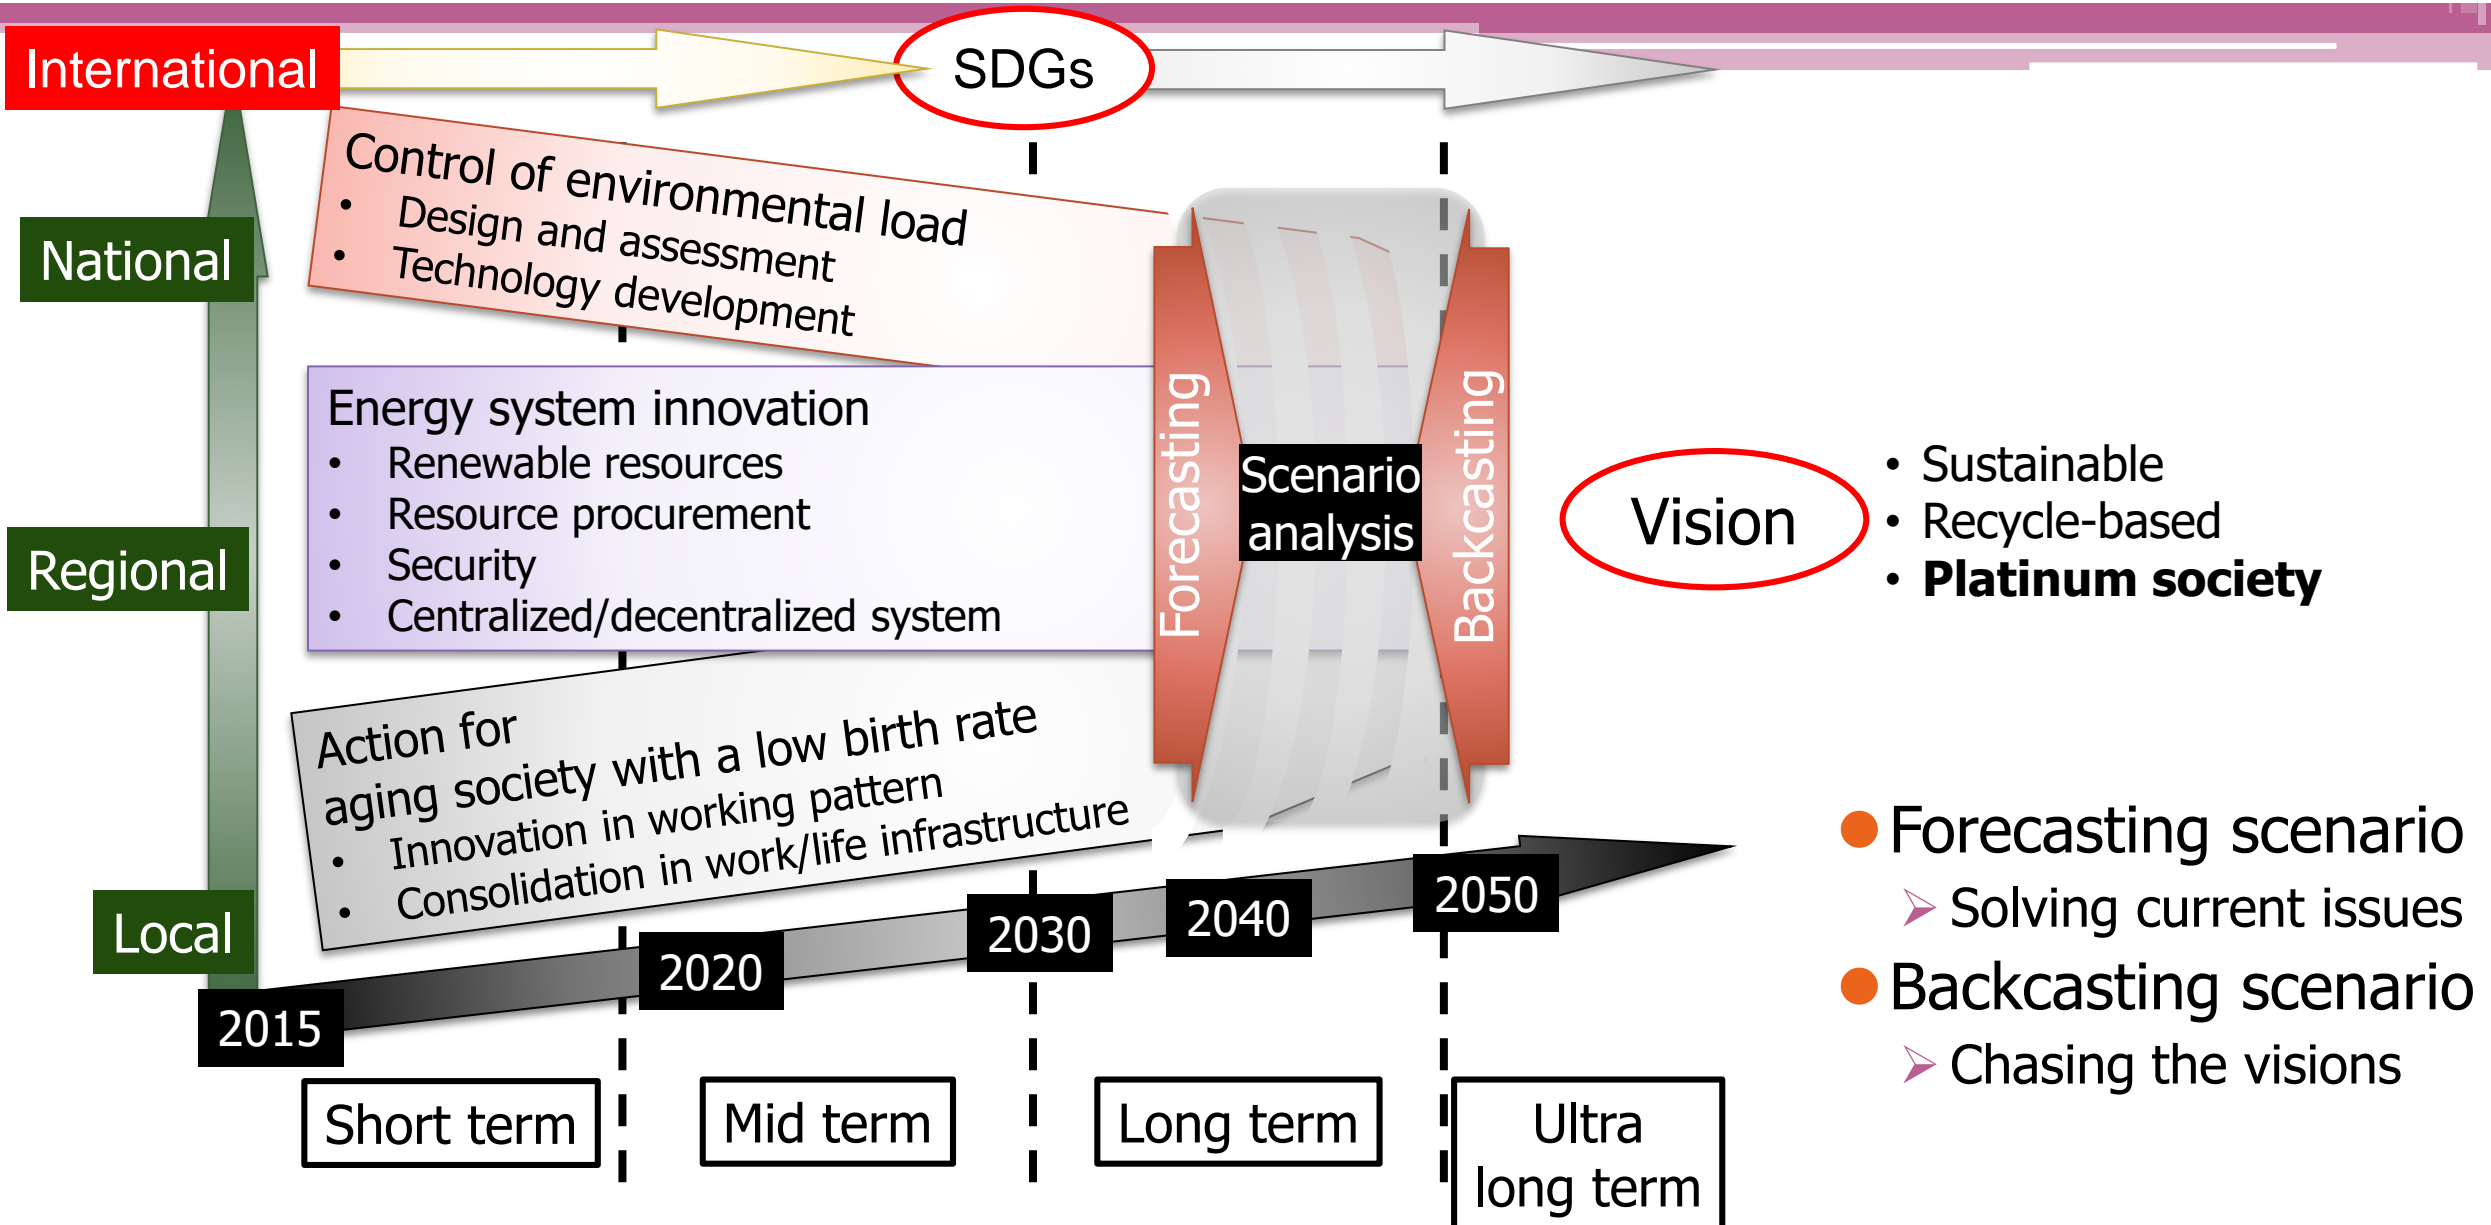 International
SDGs
Control of environmental load
• Design and assessment
• Technology development
National
Energy system innovation
• Renewable resources
• Resource procurement
• Security
• Centralized/decentralized system
Regional
Forecasting
Scenario
analysis
Backcasting
Vision
• Sustainable
• Recycle-based
• Platinum society
Action for
aging society with a low birth rate
• Innovation in working pattern
• Consolidation in work/life infrastructure
Local
2015
2020
2030
2040
2050
Forecasting scenario
Solving current issues
Backcasting scenario
Chasing the visions
Short term
Mid term
Long term
Ultra
long term